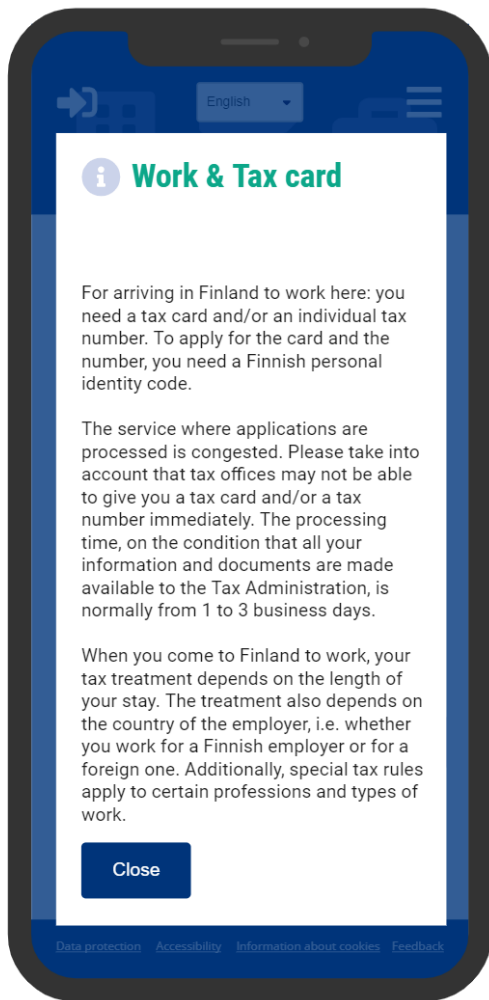 English
Work & Tax card
For arriving in Finland to work here: you
need a tax card and/or an individual tax
number. To apply for the card and the
number, you need a Finnish personal
identity code.
The service where applications are
processed is congested. Please take into
account that tax offices may not be able
to give you a tax card and/or a tax
number immediately. The processing
time, on the condition that all your
information and documents are made
available to the Tax Administration, is
normally from 1 to 3 business days.
When you come to Finland to work, your
tax treatment depends on the length of
your stay. The treatment also depends on
the country of the employer, i.e. whether
you work for a Finnish employer or for a
foreign one. Additionally, special tax rules
apply to certain professions and types of
work.
Close
Data protection Accessibility Information about cookies Feedback